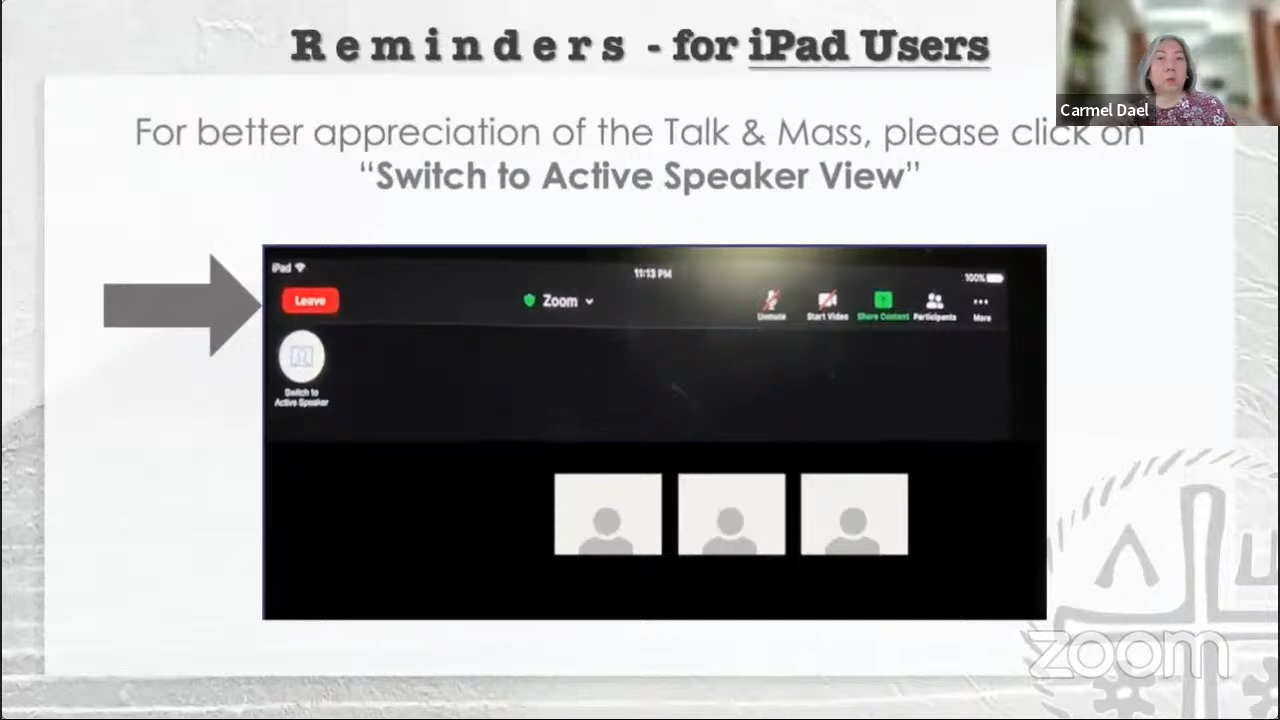 Reminders - for iPad Users
Carmel Dael
For better appreciation of the Talk & Mass, please click on
“Switch to Active Speaker View”
iPad
11:13 PM
100%
Leave
Zoom
Unmute
Start Video
Share Content
Participants
More
Switch to
Active Speaker
zoom